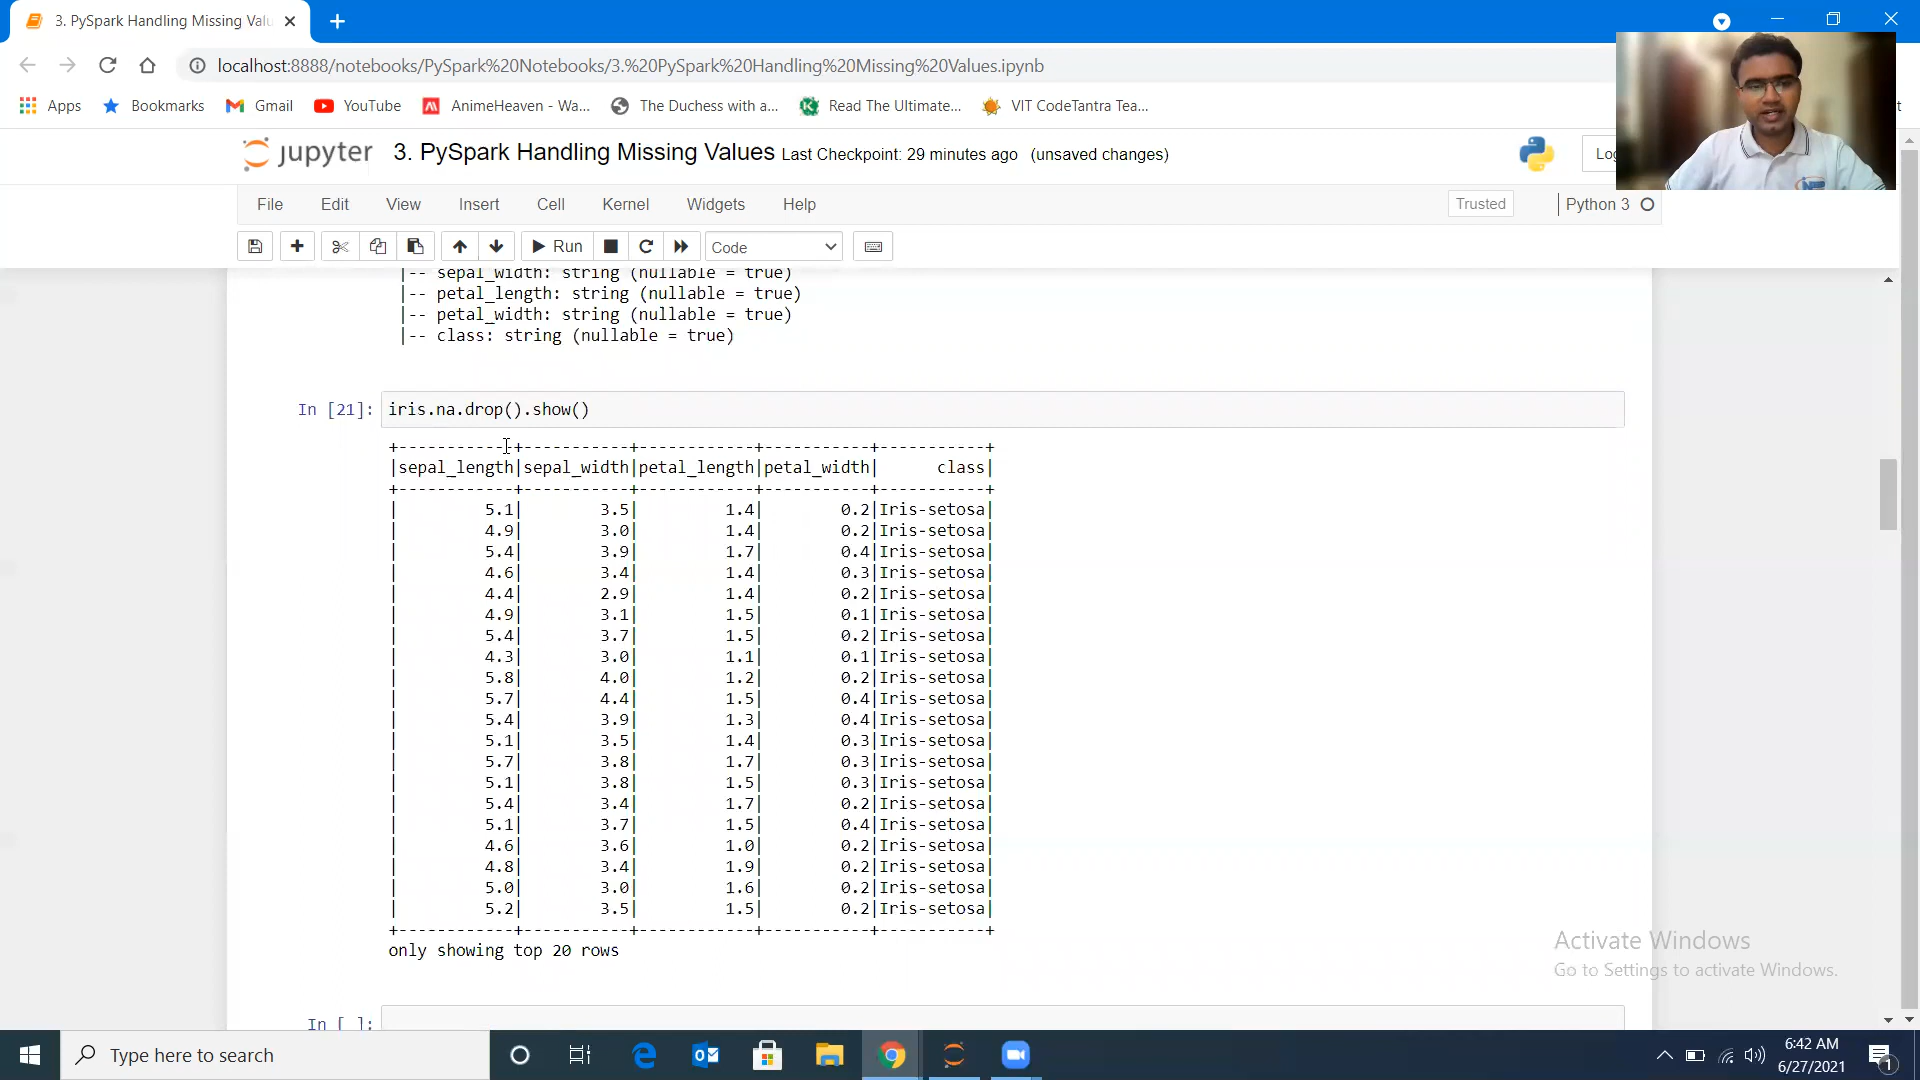 3. PySpark Handling Missing Valu
localhost:8888/notebooks/PySpark%20Notebooks/3.%20PySpark%20Handling%20Missing%20Values.ipynb
Apps Bookmarks Gmail YouTube AnimeHeaven - Wa... The Duchess with a... Read The Ultimate... VIT CodeTantra Tea...
jupyter 3. PySpark Handling Missing Values Last Checkpoint: 29 minutes ago (unsaved changes)
File Edit View Insert Cell Kernel Widgets Help Trusted Python 3
Run Code
|-- sepal_width: string (nullable = true)
|-- petal_length: string (nullable = true)
|-- petal_width: string (nullable = true)
|-- class: string (nullable = true)
In [21]: iris.na.drop().show()
+------------+-----------+------------+-----------+-----------+
|sepal_length|sepal_width|petal_length|petal_width|      class|
+------------+-----------+------------+-----------+-----------+
|         5.1|        3.5|         1.4|        0.2|Iris-setosa|
|         4.9|        3.0|         1.4|        0.2|Iris-setosa|
|         5.4|        3.9|         1.7|        0.4|Iris-setosa|
|         4.6|        3.4|         1.4|        0.3|Iris-setosa|
|         4.4|        2.9|         1.4|        0.2|Iris-setosa|
|         4.9|        3.1|         1.5|        0.1|Iris-setosa|
|         5.4|        3.7|         1.5|        0.2|Iris-setosa|
|         4.3|        3.0|         1.1|        0.1|Iris-setosa|
|         5.8|        4.0|         1.2|        0.2|Iris-setosa|
|         5.7|        4.4|         1.5|        0.4|Iris-setosa|
|         5.4|        3.9|         1.3|        0.4|Iris-setosa|
|         5.1|        3.5|         1.4|        0.3|Iris-setosa|
|         5.7|        3.8|         1.7|        0.3|Iris-setosa|
|         5.1|        3.8|         1.5|        0.3|Iris-setosa|
|         5.4|        3.4|         1.7|        0.2|Iris-setosa|
|         5.1|        3.7|         1.5|        0.4|Iris-setosa|
|         4.6|        3.6|         1.0|        0.2|Iris-setosa|
|         4.8|        3.4|         1.9|        0.2|Iris-setosa|
|         5.0|        3.0|         1.6|        0.2|Iris-setosa|
|         5.2|        3.5|         1.5|        0.2|Iris-setosa|
+------------+-----------+------------+-----------+-----------+
only showing top 20 rows
Activate Windows
Go to Settings to activate Windows.
In [ ]:
Type here to search
6:42 AM
6/27/2021
1